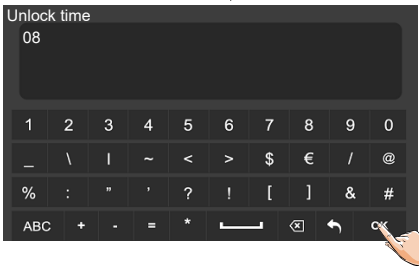 Unlock time
08
1 2 3 4 5 6 7 8 9 0
_ \ | ~ < > $ € / @
% : " ' ? ! [ ] & #
ABC + - = * OK